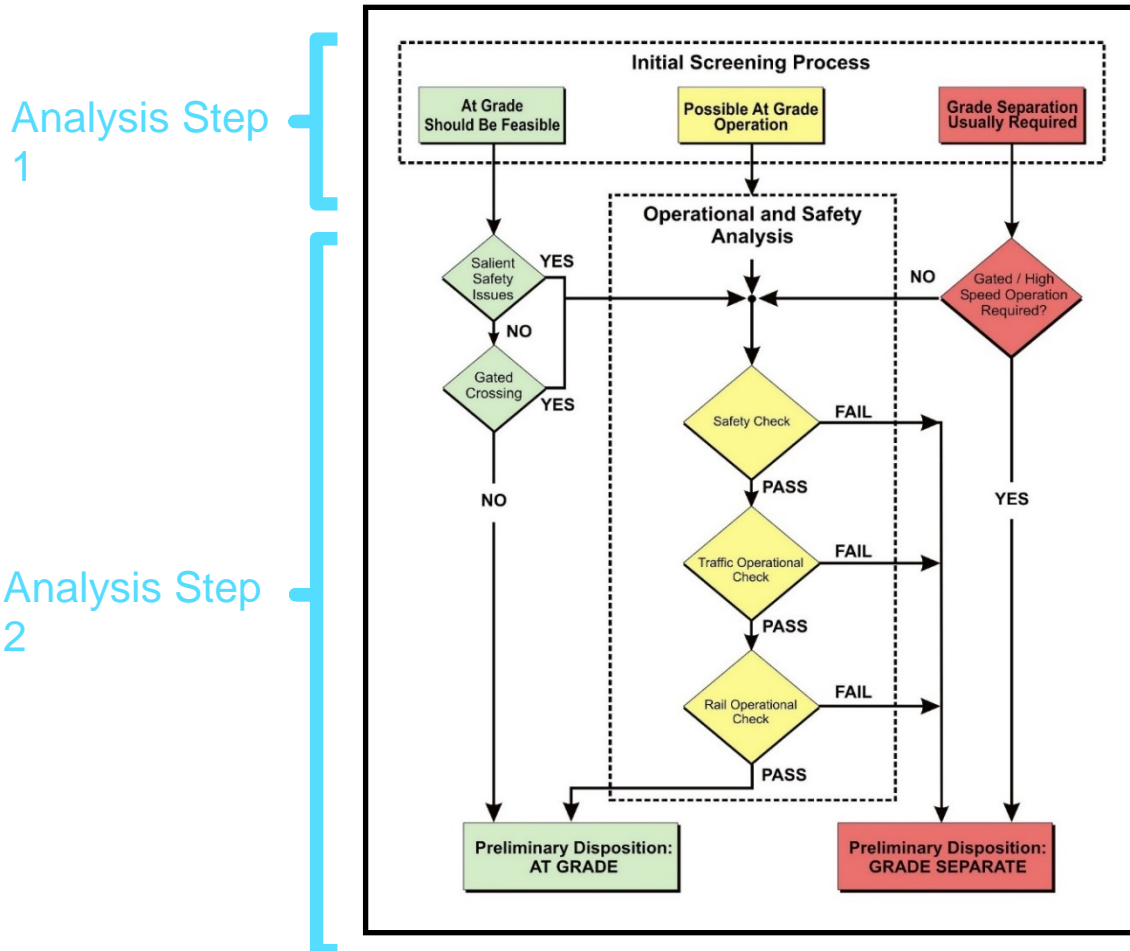 Analysis Step
1
Initial Screening Process
At Grade
Should Be Feasible
Possible At Grade
Operation
Grade Separation
Usually Required
Operational and Safety
Analysis
Analysis Step
2
Salient
Safety
Issues
YES
NO
Gated
Crossing
YES
NO
NO
Gated / High
Speed Operation
Required?
YES
Safety Check
FAIL
PASS
Traffic Operational
Check
FAIL
PASS
Rail Operational
Check
FAIL
PASS
Preliminary Disposition:
AT GRADE
Preliminary Disposition:
GRADE SEPARATE